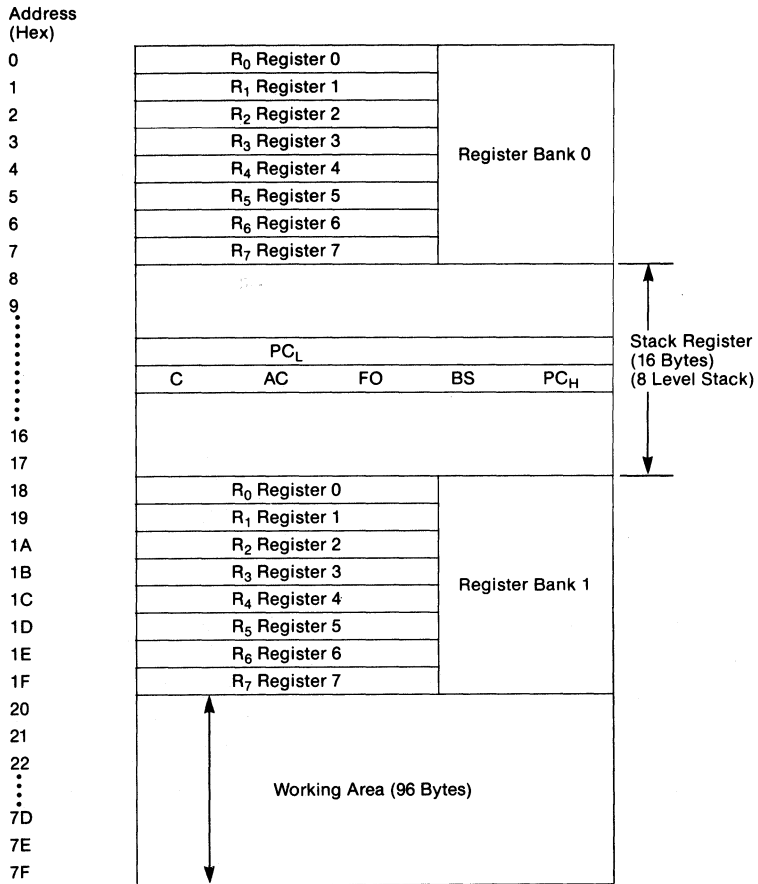 Address
(Hex)
0 R0 Register 0
1 R1 Register 1
2 R2 Register 2
3 R3 Register 3
Register Bank 0
4 R4 Register 4
5 R5 Register 5
6 R6 Register 6
7 R7 Register 7
8
9
Stack Register
(16 Bytes)
(8 Level Stack)
PCL
C AC FO BS PCH
16
17
18 R0 Register 0
19 R1 Register 1
1A R2 Register 2
1B R3 Register 3
Register Bank 1
1C R4 Register 4
1D R5 Register 5
1E R6 Register 6
1F R7 Register 7
20
21
22
Working Area (96 Bytes)
7D
7E
7F